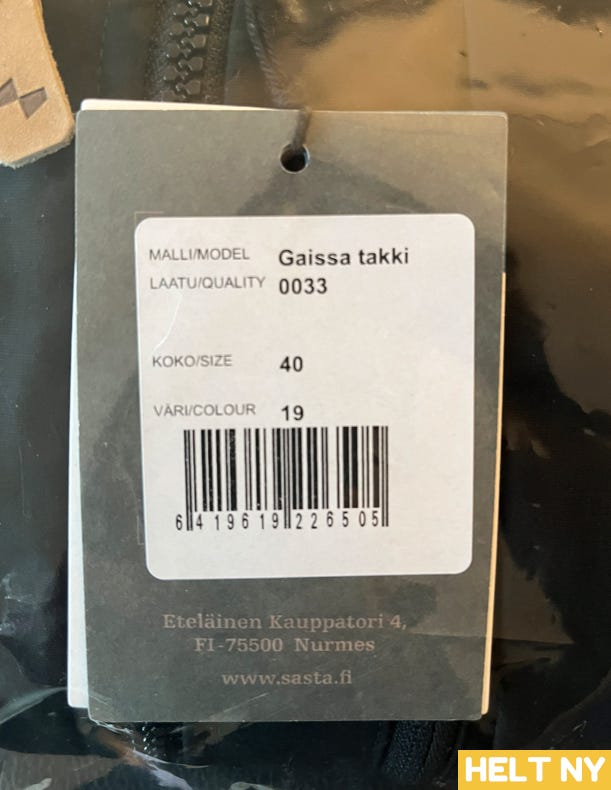 MALLI/MODEL Gaissa takki
LAATU/QUALITY 0033
KOKO/SIZE 40
VÄRI/COLOUR 19
6 419619 226505
Eteläinen Kauppatori 4,
FI-75500 Nurmes
www.sasta.fi
HELT NY